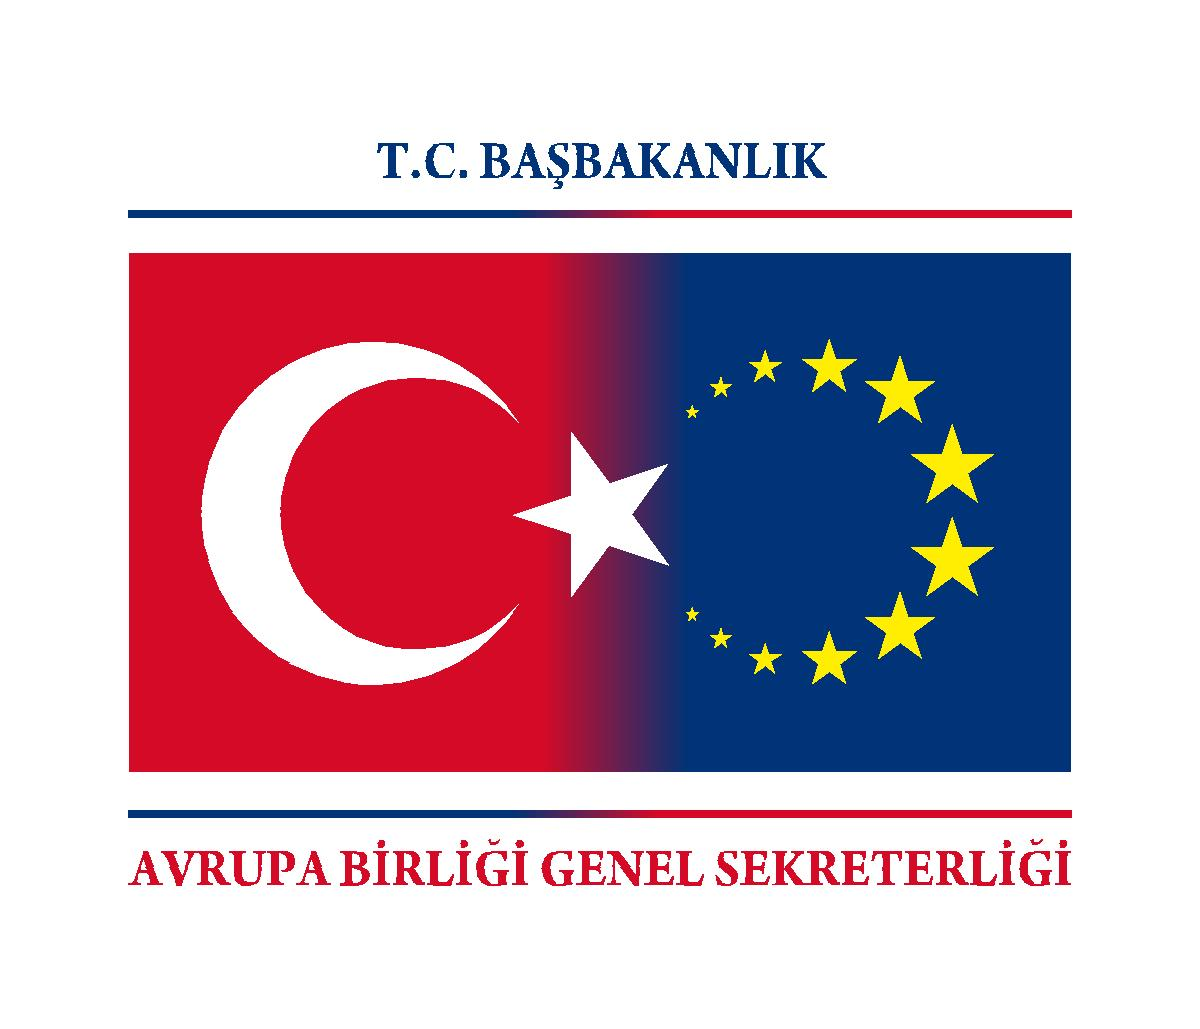 T.C. BAŞBAKANLIK
AVRUPA BİRLİĞİ GENEL SEKRETERLİĞİ